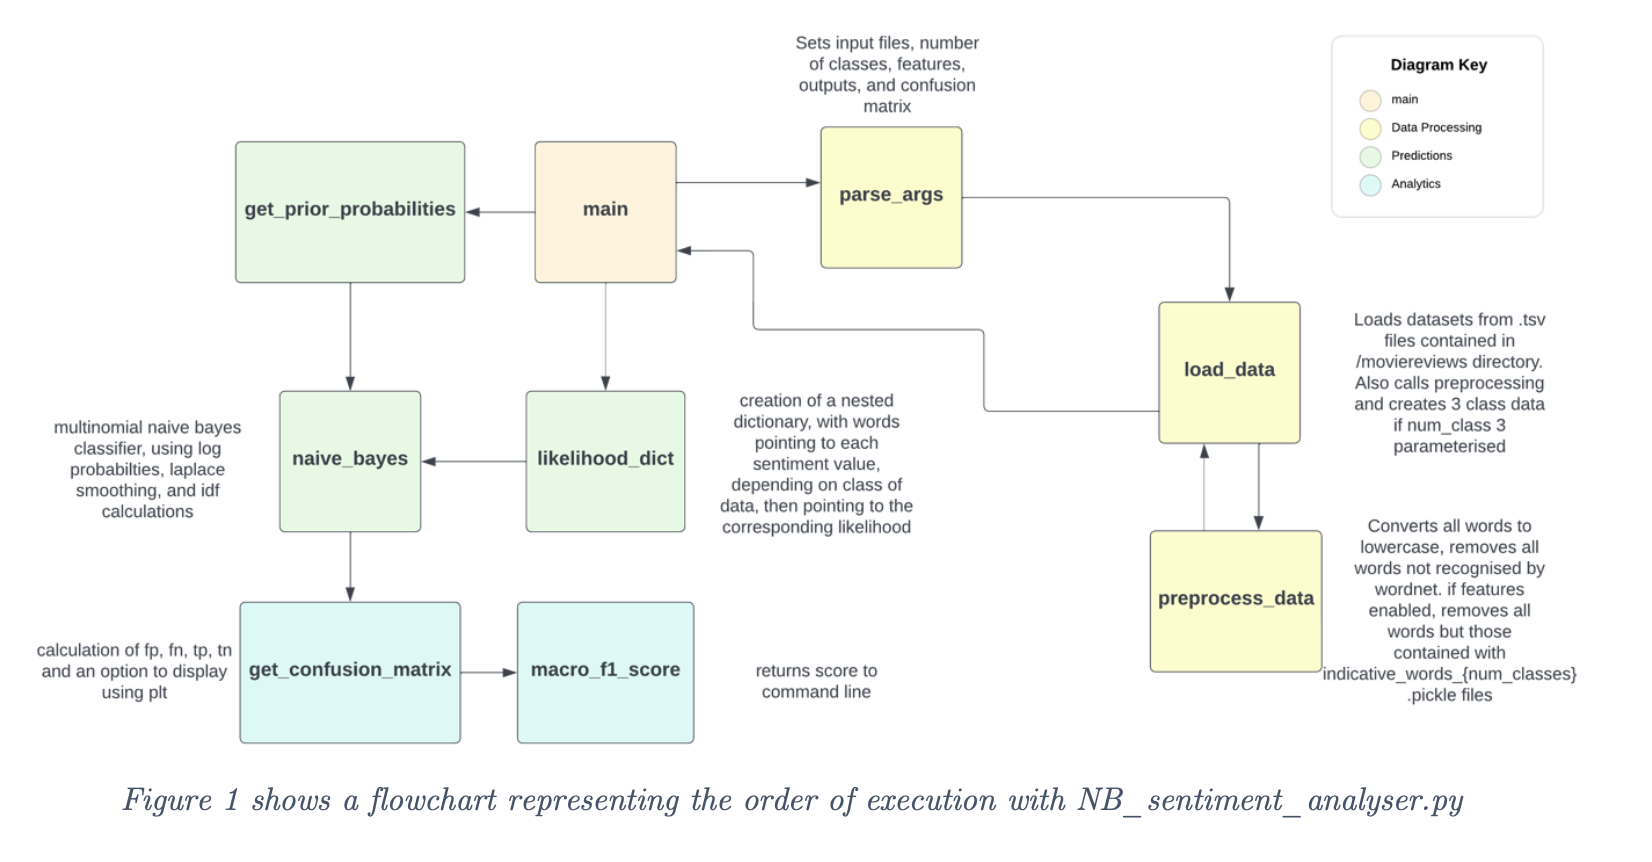 Sets input files, number
of classes, features,
outputs, and confusion
matrix
Diagram Key
main
Data Processing
Predictions
Analytics
get_prior_probabilities
main
parse_args
load_data
Loads datasets from .tsv
files contained in
/moviereviews directory.
Also calls preprocessing
and creates 3 class data
if num_class 3
parameterised
multinomial naive bayes
classifier, using log
probabilties, laplace
smoothing, and idf
calculations
naive_bayes
likelihood_dict
creation of a nested
dictionary, with words
pointing to each
sentiment value,
depending on class of
data, then pointing to the
corresponding likelihood
preprocess_data
Converts all words to
lowercase, removes all
words not recognised by
wordnet. if features
enabled, removes all
words but those
contained with
indicative_words_{num_classes}
.pickle files
calculation of fp, fn, tp, tn
and an option to display
using plt
get_confusion_matrix
macro_f1_score
returns score to
command line
Figure 1 shows a flowchart representing the order of execution with NB_sentiment_analyser.py